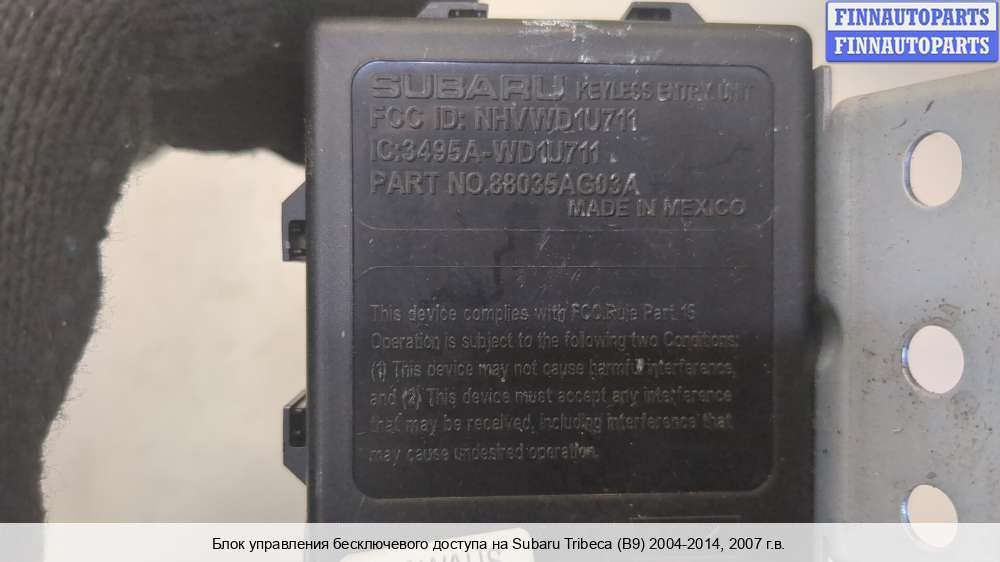 FINNAUTOPARTS
FINNAUTOPARTS
SUBARU KEYLESS ENTRY UNIT
FCC ID: NHVWD1U711
IC:3495A-WD1U711
PART NO.88035AG03A
MADE IN MEXICO
This device complies with FCC Rule Part 15
Operation is subject to the following two Conditions:
(1) This device may not cause harmful interference,
and (2) This device must accept any interference
that may be received, including interference that
may cause undesired operation.
Блок управления бесключевого доступа на Subaru Tribeca (B9) 2004-2014, 2007 г.в.